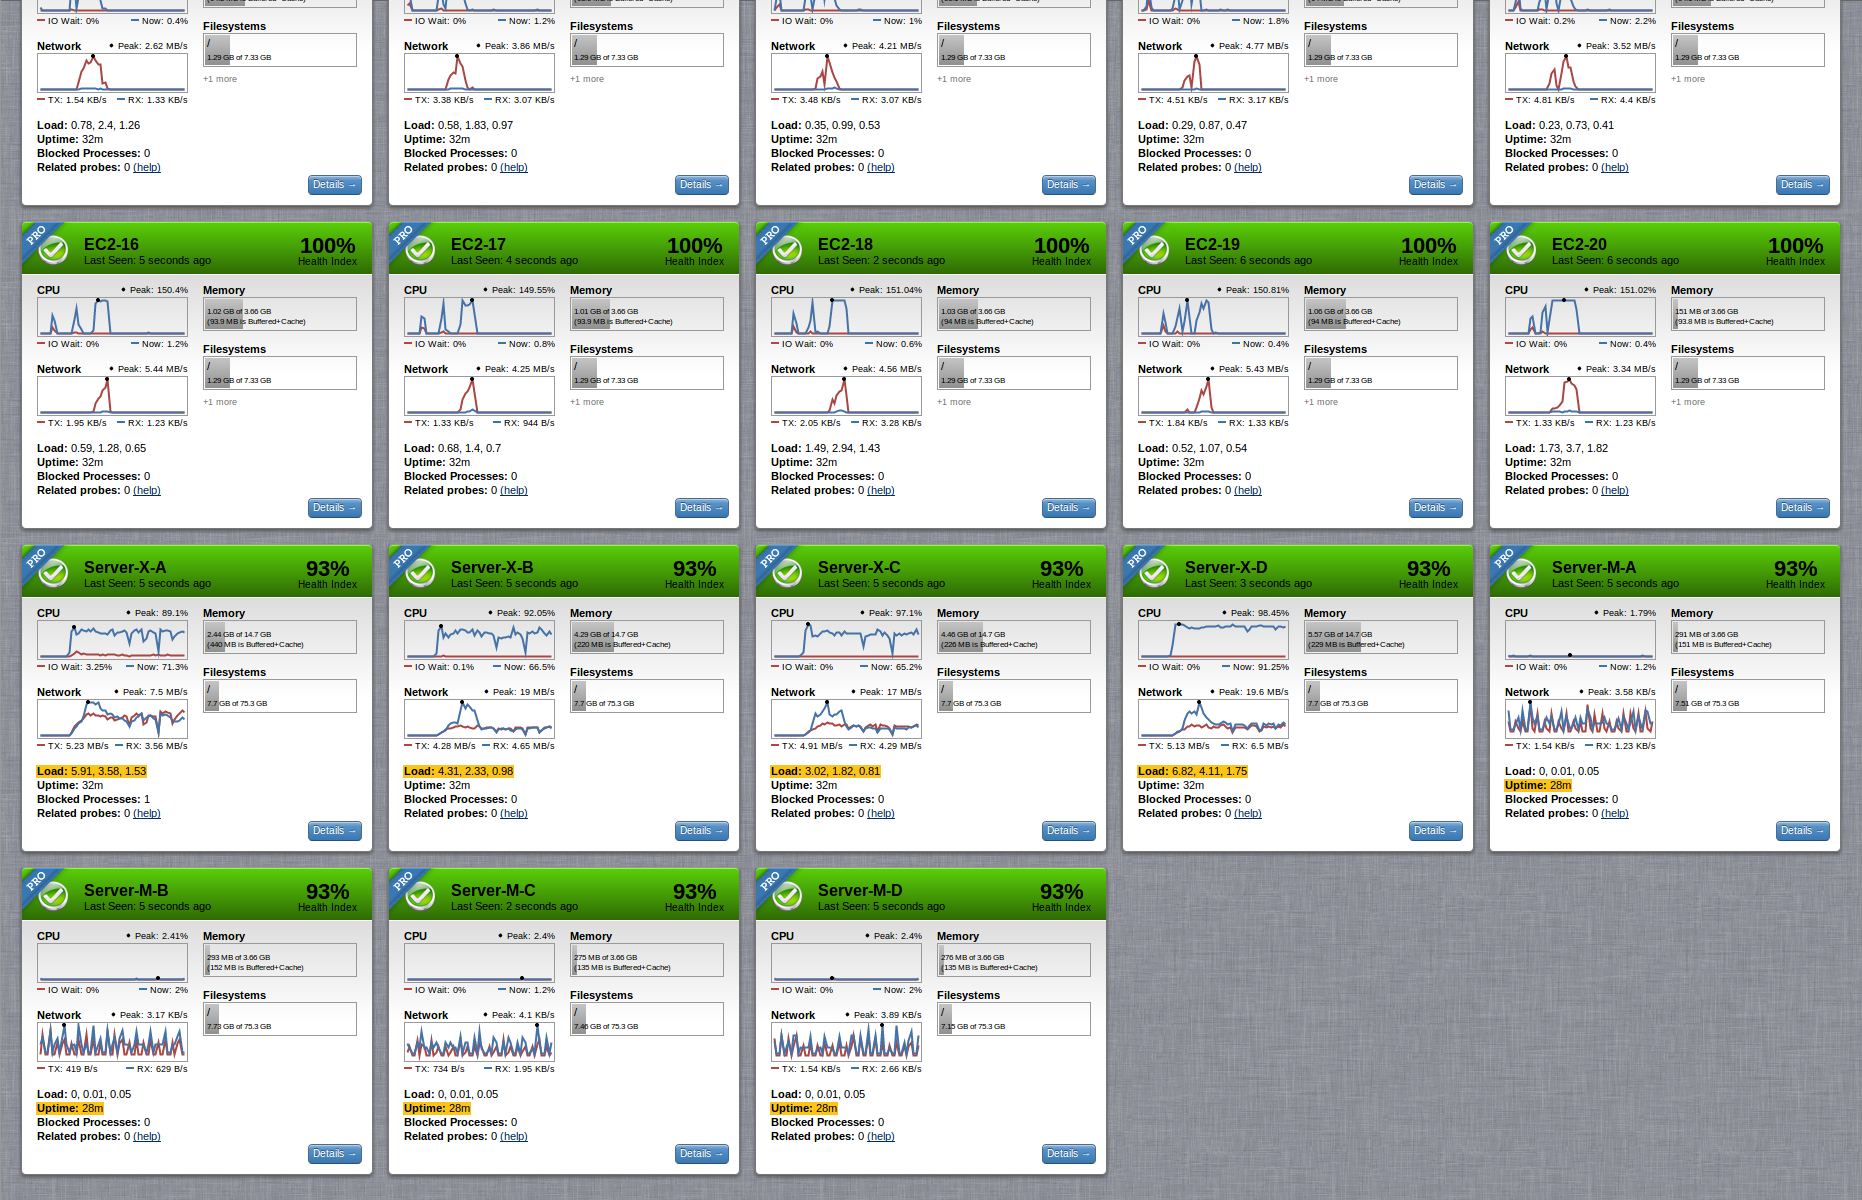 IO Wait: 0% Now: 0.4%
Network Peak: 2.62 MB/s
TX: 1.54 KB/s RX: 1.33 KB/s
Filesystems
/
1.29 GB of 7.33 GB
+1 more
Load: 0.78, 2.4, 1.26
Uptime: 32m
Blocked Processes: 0
Related probes: 0 (help)
Details →
IO Wait: 0% Now: 1.2%
Network Peak: 3.86 MB/s
TX: 3.38 KB/s RX: 3.07 KB/s
Filesystems
/
1.29 GB of 7.33 GB
+1 more
Load: 0.58, 1.83, 0.97
Uptime: 32m
Blocked Processes: 0
Related probes: 0 (help)
Details →
IO Wait: 0% Now: 1%
Network Peak: 4.21 MB/s
TX: 3.48 KB/s RX: 3.07 KB/s
Filesystems
/
1.29 GB of 7.33 GB
+1 more
Load: 0.35, 0.99, 0.53
Uptime: 32m
Blocked Processes: 0
Related probes: 0 (help)
Details →
IO Wait: 0% Now: 1.8%
Network Peak: 4.77 MB/s
TX: 4.51 KB/s RX: 3.17 KB/s
Filesystems
/
1.29 GB of 7.33 GB
+1 more
Load: 0.29, 0.87, 0.47
Uptime: 32m
Blocked Processes: 0
Related probes: 0 (help)
Details →
IO Wait: 0.2% Now: 2.2%
Network Peak: 3.52 MB/s
TX: 4.81 KB/s RX: 4.4 KB/s
Filesystems
/
1.29 GB of 7.33 GB
+1 more
Load: 0.23, 0.73, 0.41
Uptime: 32m
Blocked Processes: 0
Related probes: 0 (help)
Details →
PRO
EC2-16 100%
Last Seen: 5 seconds ago Health Index
CPU Peak: 150.4%
IO Wait: 0% Now: 1.2%
Network Peak: 5.44 MB/s
TX: 1.95 KB/s RX: 1.23 KB/s
Memory
1.02 GB of 3.66 GB
(93.9 MB is Buffered+Cache)
Filesystems
/
1.29 GB of 7.33 GB
+1 more
Load: 0.59, 1.28, 0.65
Uptime: 32m
Blocked Processes: 0
Related probes: 0 (help)
Details →
PRO
EC2-17 100%
Last Seen: 4 seconds ago Health Index
CPU Peak: 149.55%
IO Wait: 0% Now: 0.8%
Network Peak: 4.25 MB/s
TX: 1.33 KB/s RX: 944 B/s
Memory
1.01 GB of 3.66 GB
(93.9 MB is Buffered+Cache)
Filesystems
/
1.29 GB of 7.33 GB
+1 more
Load: 0.68, 1.4, 0.7
Uptime: 32m
Blocked Processes: 0
Related probes: 0 (help)
Details →
PRO
EC2-18 100%
Last Seen: 2 seconds ago Health Index
CPU Peak: 151.04%
IO Wait: 0% Now: 0.6%
Network Peak: 4.56 MB/s
TX: 2.05 KB/s RX: 3.28 KB/s
Memory
1.03 GB of 3.66 GB
(94 MB is Buffered+Cache)
Filesystems
/
1.29 GB of 7.33 GB
+1 more
Load: 1.49, 2.94, 1.43
Uptime: 32m
Blocked Processes: 0
Related probes: 0 (help)
Details →
PRO
EC2-19 100%
Last Seen: 6 seconds ago Health Index
CPU Peak: 150.81%
IO Wait: 0% Now: 0.4%
Network Peak: 5.43 MB/s
TX: 1.84 KB/s RX: 1.33 KB/s
Memory
1.06 GB of 3.66 GB
(94 MB is Buffered+Cache)
Filesystems
/
1.29 GB of 7.33 GB
+1 more
Load: 0.52, 1.07, 0.54
Uptime: 32m
Blocked Processes: 0
Related probes: 0 (help)
Details →
PRO
EC2-20 100%
Last Seen: 6 seconds ago Health Index
CPU Peak: 151.02%
IO Wait: 0% Now: 0.4%
Network Peak: 3.34 MB/s
TX: 1.33 KB/s RX: 1.23 KB/s
Memory
151 MB of 3.66 GB
(93.8 MB is Buffered+Cache)
Filesystems
/
1.29 GB of 7.33 GB
+1 more
Load: 1.73, 3.7, 1.82
Uptime: 32m
Blocked Processes: 0
Related probes: 0 (help)
Details →
PRO
Server-X-A 93%
Last Seen: 5 seconds ago Health Index
CPU Peak: 89.1%
IO Wait: 3.25% Now: 71.3%
Network Peak: 7.5 MB/s
TX: 5.23 MB/s RX: 3.56 MB/s
Memory
2.44 GB of 14.7 GB
(440 MB is Buffered+Cache)
Filesystems
/
7.7 GB of 75.3 GB
Load: 5.91, 3.58, 1.53
Uptime: 32m
Blocked Processes: 1
Related probes: 0 (help)
Details →
PRO
Server-X-B 93%
Last Seen: 5 seconds ago Health Index
CPU Peak: 92.05%
IO Wait: 0.1% Now: 66.5%
Network Peak: 19 MB/s
TX: 4.28 MB/s RX: 4.65 MB/s
Memory
4.29 GB of 14.7 GB
(220 MB is Buffered+Cache)
Filesystems
/
7.7 GB of 75.3 GB
Load: 4.31, 2.33, 0.98
Uptime: 32m
Blocked Processes: 0
Related probes: 0 (help)
Details →
PRO
Server-X-C 93%
Last Seen: 5 seconds ago Health Index
CPU Peak: 97.1%
IO Wait: 0% Now: 65.2%
Network Peak: 17 MB/s
TX: 4.91 MB/s RX: 4.29 MB/s
Memory
4.46 GB of 14.7 GB
(226 MB is Buffered+Cache)
Filesystems
/
7.7 GB of 75.3 GB
Load: 3.02, 1.82, 0.81
Uptime: 32m
Blocked Processes: 0
Related probes: 0 (help)
Details →
PRO
Server-X-D 93%
Last Seen: 3 seconds ago Health Index
CPU Peak: 98.45%
IO Wait: 0% Now: 91.25%
Network Peak: 19.6 MB/s
TX: 5.13 MB/s RX: 6.5 MB/s
Memory
5.57 GB of 14.7 GB
(229 MB is Buffered+Cache)
Filesystems
/
7.7 GB of 75.3 GB
Load: 6.82, 4.11, 1.75
Uptime: 32m
Blocked Processes: 0
Related probes: 0 (help)
Details →
PRO
Server-M-A 93%
Last Seen: 5 seconds ago Health Index
CPU Peak: 1.79%
IO Wait: 0% Now: 1.2%
Network Peak: 3.58 KB/s
TX: 1.54 KB/s RX: 1.23 KB/s
Memory
291 MB of 3.66 GB
(151 MB is Buffered+Cache)
Filesystems
/
7.51 GB of 75.3 GB
Load: 0, 0.01, 0.05
Uptime: 28m
Blocked Processes: 0
Related probes: 0 (help)
Details →
PRO
Server-M-B 93%
Last Seen: 5 seconds ago Health Index
CPU Peak: 2.41%
IO Wait: 0% Now: 2%
Network Peak: 3.17 KB/s
TX: 419 B/s RX: 629 B/s
Memory
293 MB of 3.66 GB
(152 MB is Buffered+Cache)
Filesystems
/
7.73 GB of 75.3 GB
Load: 0, 0.01, 0.05
Uptime: 28m
Blocked Processes: 0
Related probes: 0 (help)
Details →
PRO
Server-M-C 93%
Last Seen: 2 seconds ago Health Index
CPU Peak: 2.4%
IO Wait: 0% Now: 1.2%
Network Peak: 4.1 KB/s
TX: 734 B/s RX: 1.95 KB/s
Memory
275 MB of 3.66 GB
(135 MB is Buffered+Cache)
Filesystems
/
7.46 GB of 75.3 GB
Load: 0, 0.01, 0.05
Uptime: 28m
Blocked Processes: 0
Related probes: 0 (help)
Details →
PRO
Server-M-D 93%
Last Seen: 5 seconds ago Health Index
CPU Peak: 2.4%
IO Wait: 0% Now: 2%
Network Peak: 3.89 KB/s
TX: 1.54 KB/s RX: 2.66 KB/s
Memory
276 MB of 3.66 GB
(135 MB is Buffered+Cache)
Filesystems
/
7.15 GB of 75.3 GB
Load: 0, 0.01, 0.05
Uptime: 28m
Blocked Processes: 0
Related probes: 0 (help)
Details →